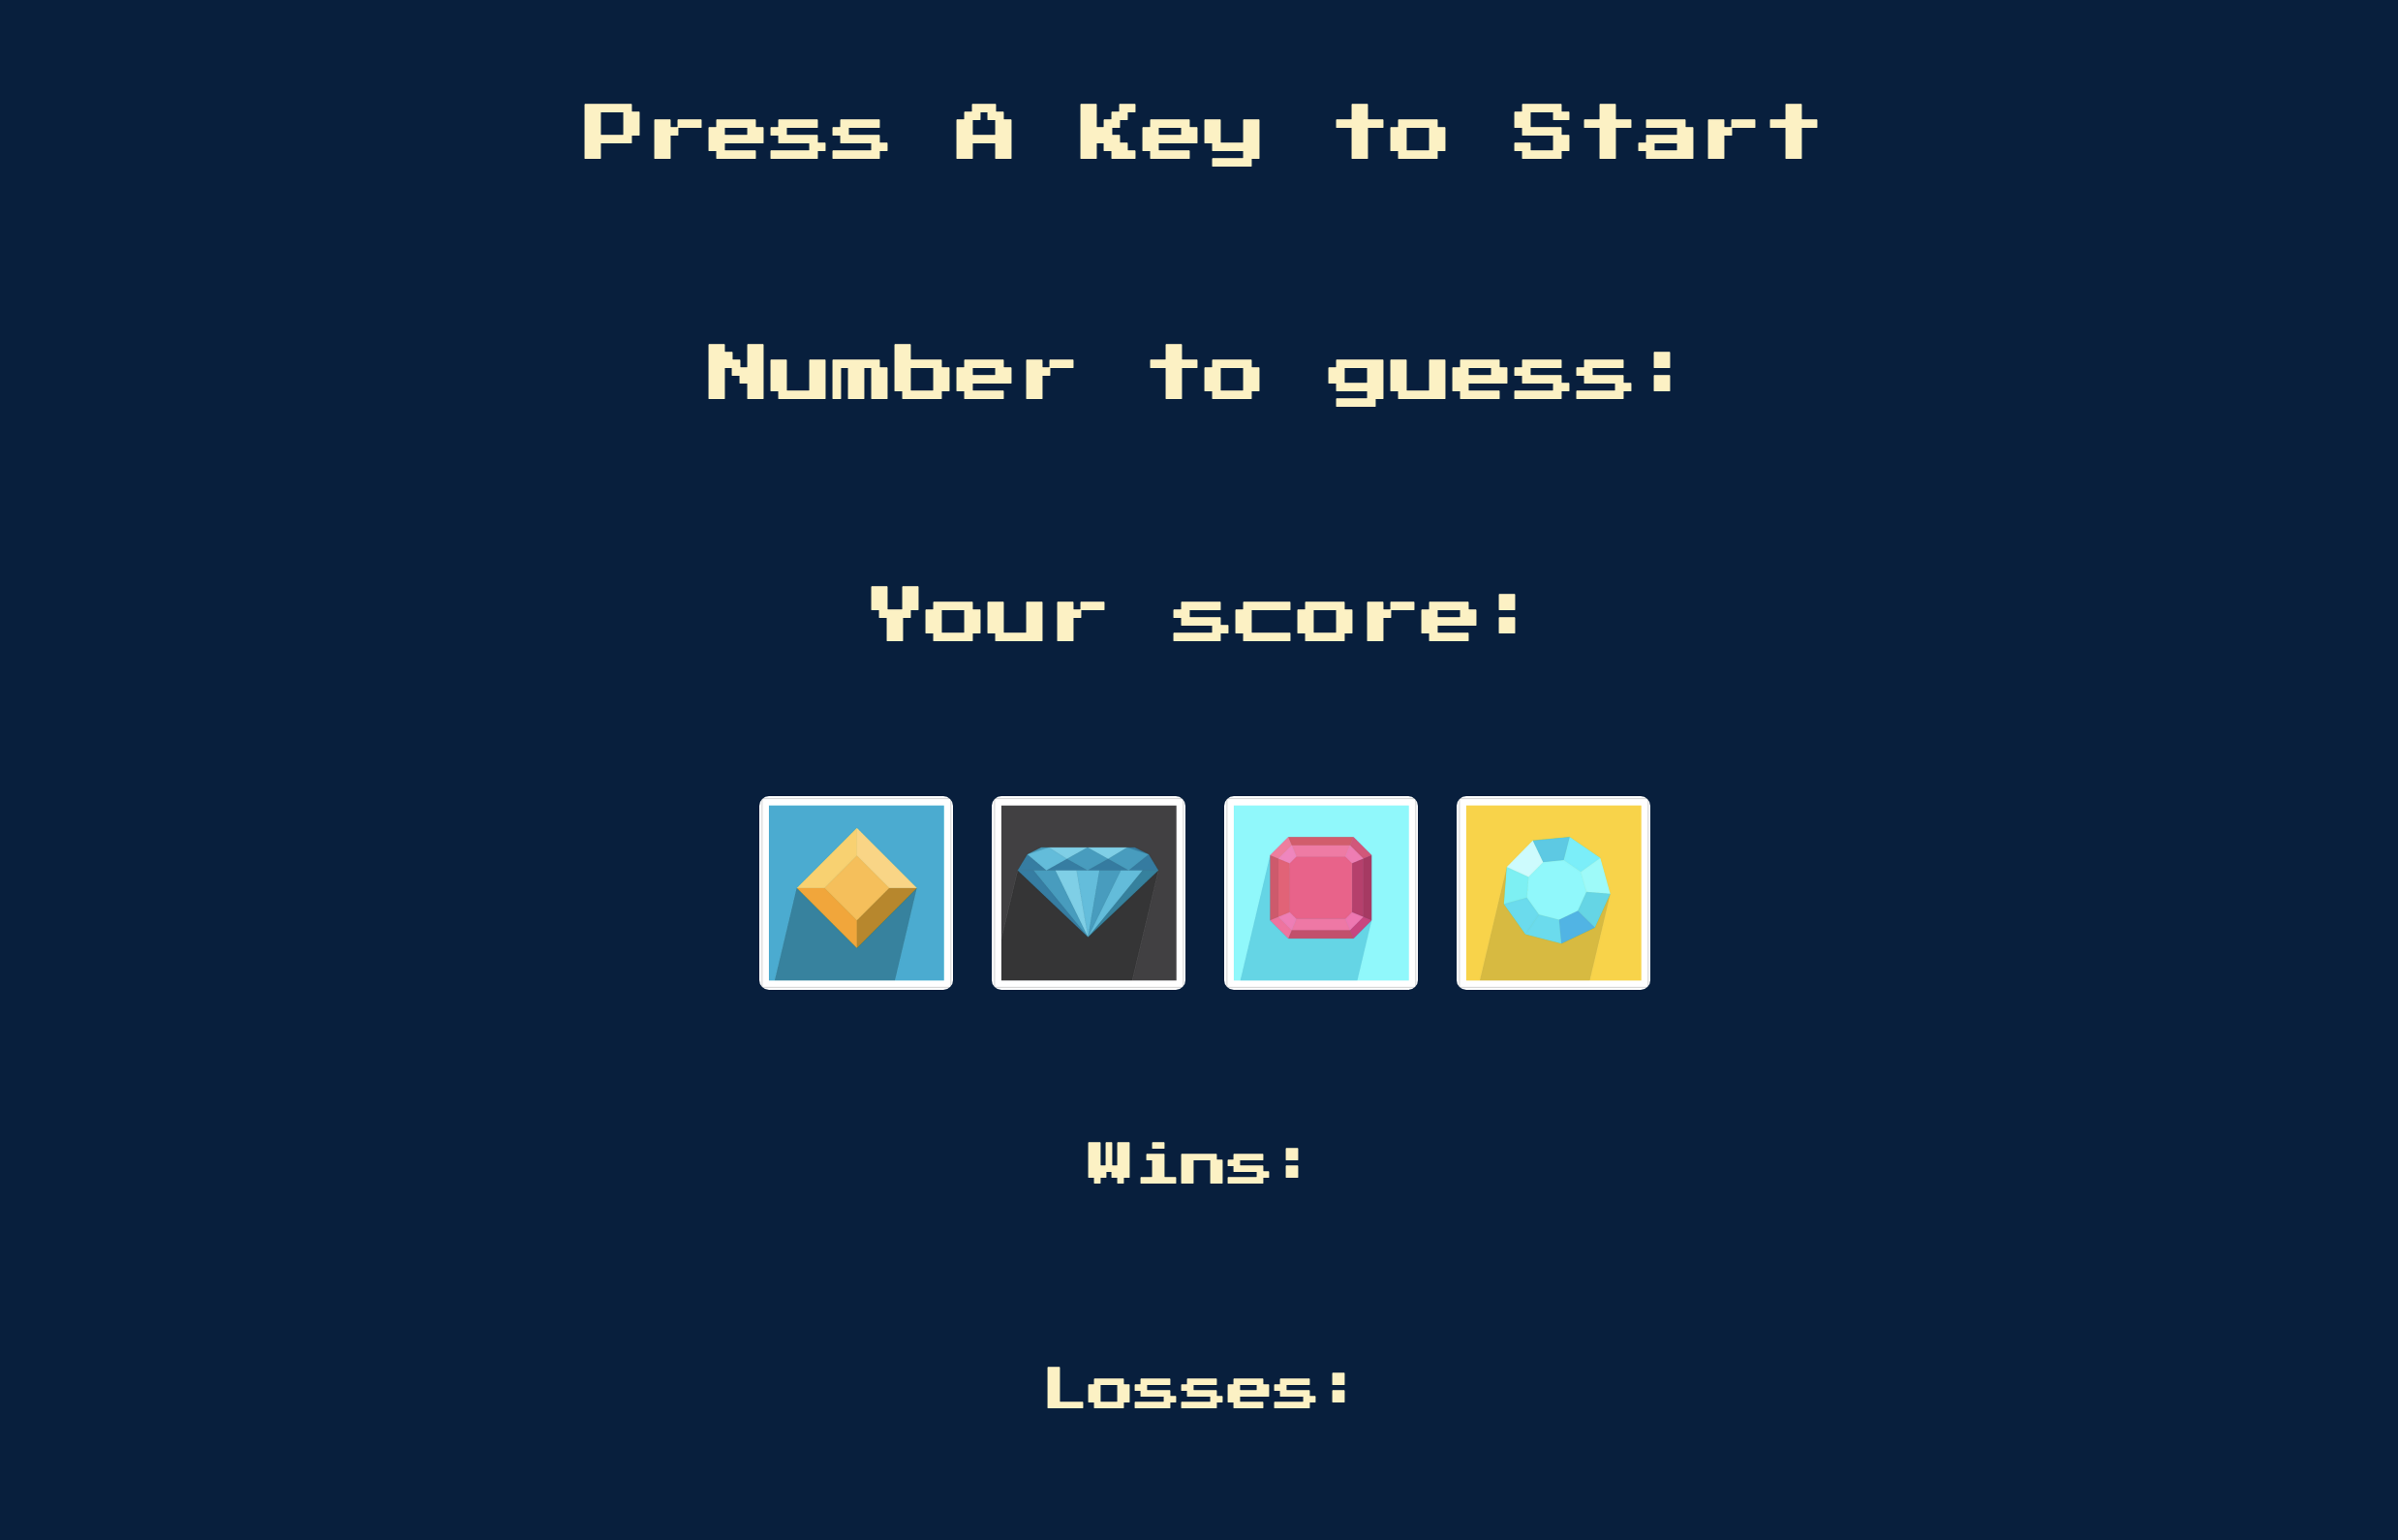 Press A Key to Start
Number to guess:
Your score:
Wins:
Losses: